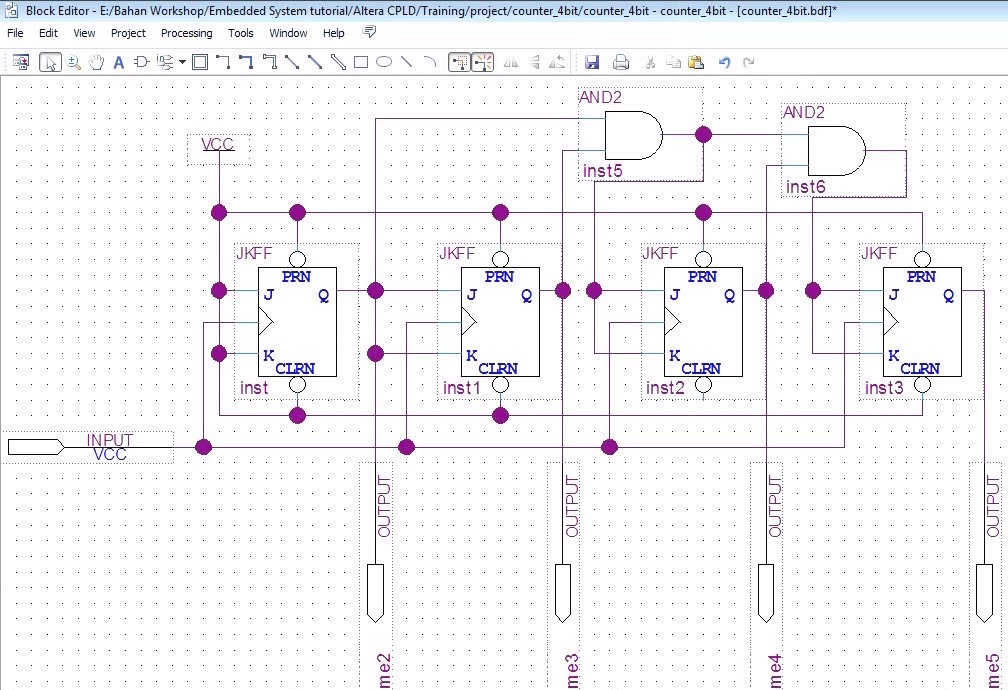 Block Editor - E:/Bahan Workshop/Embedded System tutorial/Altera CPLD/Training/project/counter_4bit/counter_4bit - counter_4bit - [counter_4bit.bdf]*
File Edit View Project Processing Tools Window Help
A
AND2
AND2
VCC
inst5
inst6
JKFF JKFF JKFF JKFF
PRN PRN PRN PRN
J Q J Q J Q J Q
K K K K
CLRN CLRN CLRN CLRN
inst inst1 inst2 inst3
INPUT
VCC
OUTPUT OUTPUT OUTPUT OUTPUT
me2 me3 me4 me5